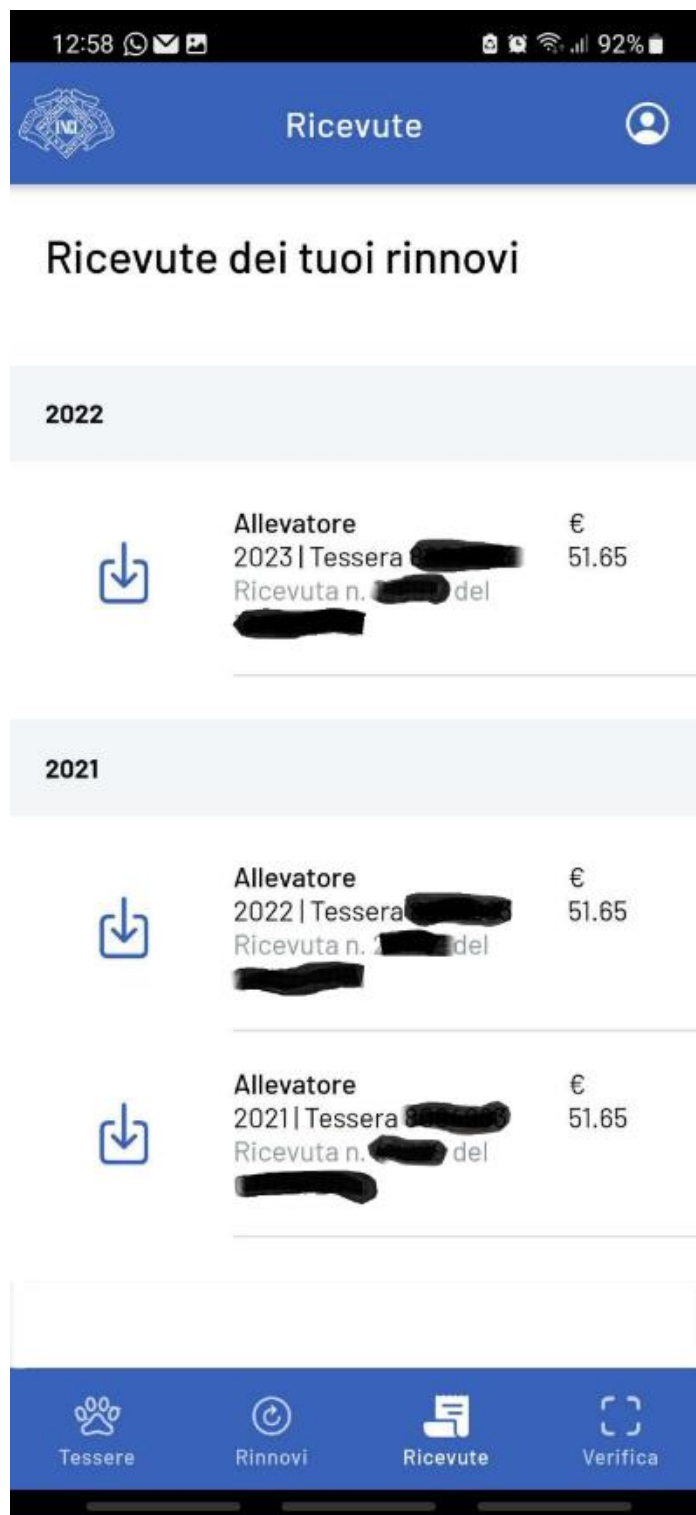 12:58
92%
Ricevute
Ricevute dei tuoi rinnovi
2022
Allevatore
€
2023 | Tessera
51.65
Ricevuta n. del
2021
Allevatore
€
2022 | Tessera
51.65
Ricevuta n. del
Allevatore
€
2021 | Tessera
51.65
Ricevuta n. del
Tessere
Rinnovi
Ricevute
Verifica